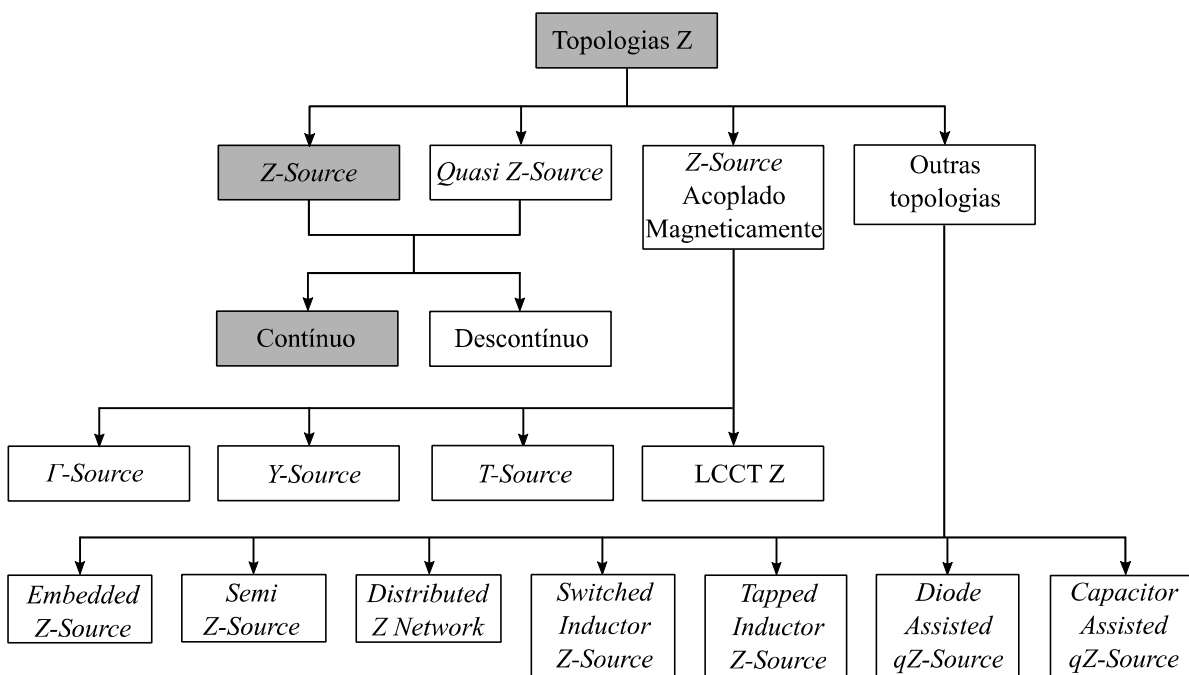 Topologias Z
Z-Source
Quasi Z-Source
Z-Source
Acoplado
Magneticamente
Outras
topologias
Contínuo
Descontínuo
Γ-Source
Y-Source
T-Source
LCCT Z
Embedded
Z-Source
Semi
Z-Source
Distributed
Z Network
Switched
Inductor
Z-Source
Tapped
Inductor
Z-Source
Diode
Assisted
qZ-Source
Capacitor
Assisted
qZ-Source